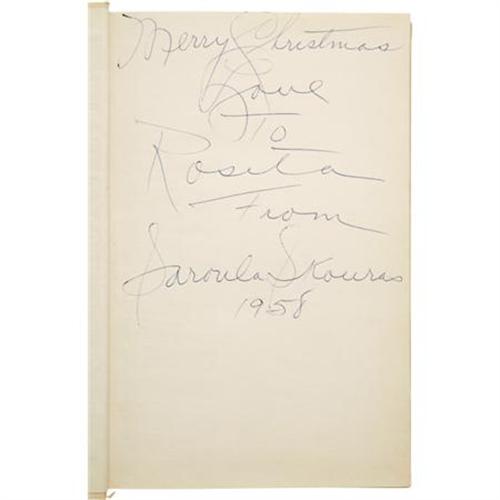 Merry Christmas
Love
To
Rosita
From
Saroula Skouras
1958